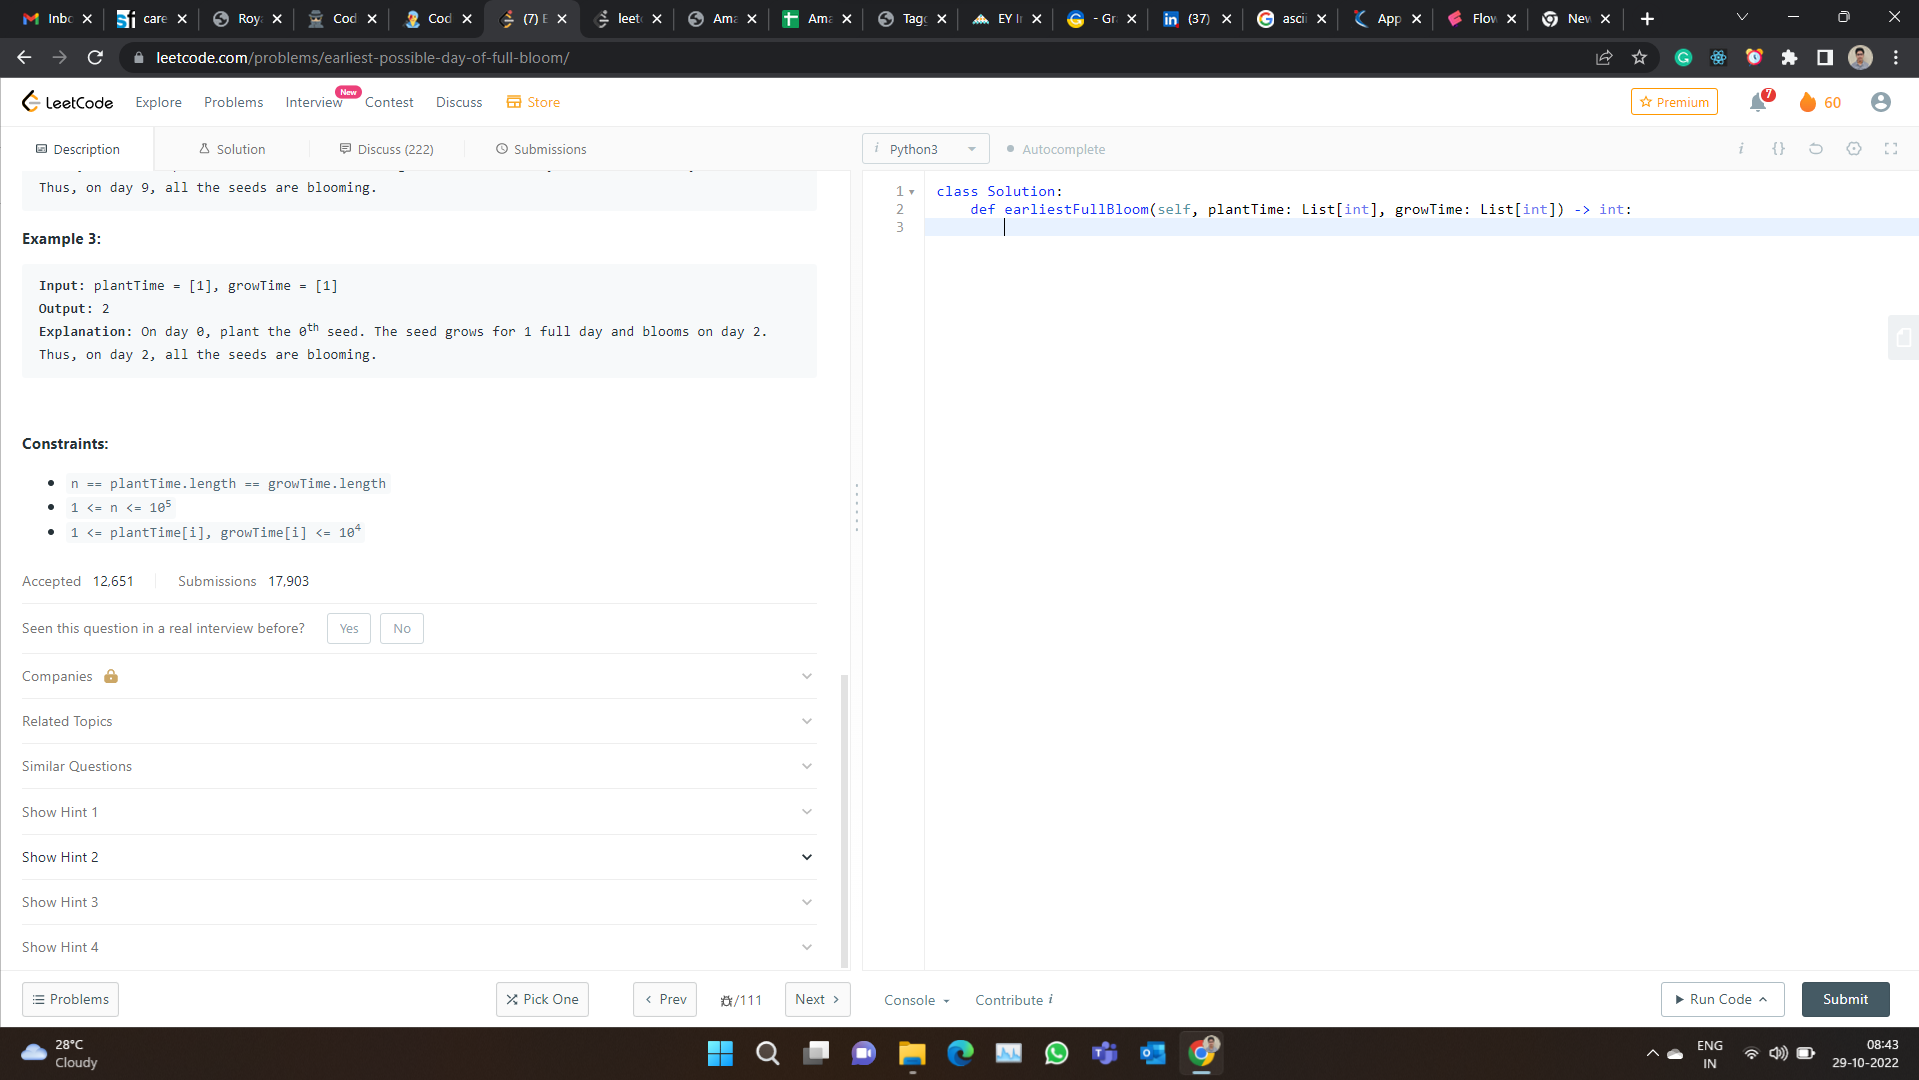 Inbo
care
Roya
Cod
Cod
(7) E
leetc
Ama
Ama
Tag
EY In
- Gra
(37)
ascii
App
Flow
New
leetcode.com/problems/earliest-possible-day-of-full-bloom/
LeetCode
Explore
Problems
Interview
New
Contest
Discuss
Store
Premium
7
60
Description
Solution
Discuss (222)
Submissions
i Python3
Autocomplete
i {}
Thus, on day 9, all the seeds are blooming.
Example 3:
Input: plantTime = [1], growTime = [1]
Output: 2
Explanation: On day 0, plant the 0th seed. The seed grows for 1 full day and blooms on day 2.
Thus, on day 2, all the seeds are blooming.
Constraints:
n == plantTime.length == growTime.length
1 <= n <= 10^5
1 <= plantTime[i], growTime[i] <= 10^4
Accepted 12,651 Submissions 17,903
Seen this question in a real interview before? Yes No
Companies
Related Topics
Similar Questions
Show Hint 1
Show Hint 2
Show Hint 3
Show Hint 4
1 class Solution:
2 def earliestFullBloom(self, plantTime: List[int], growTime: List[int]) -> int:
3
Problems
Pick One
< Prev
/111
Next >
Console
Contribute i
Run Code
Submit
28°C
Cloudy
ENG
IN
08:43
29-10-2022